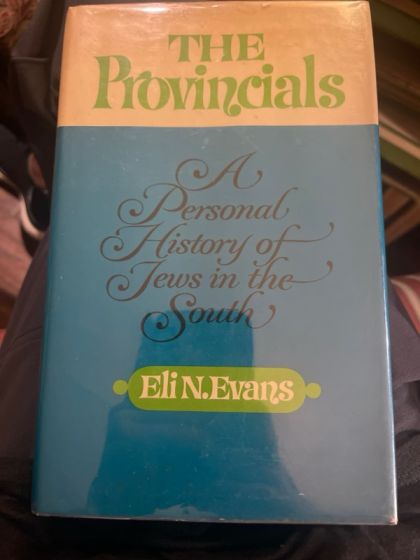 THE
Provincials
A
Personal
History of
Jews in the
South
Eli N. Evans